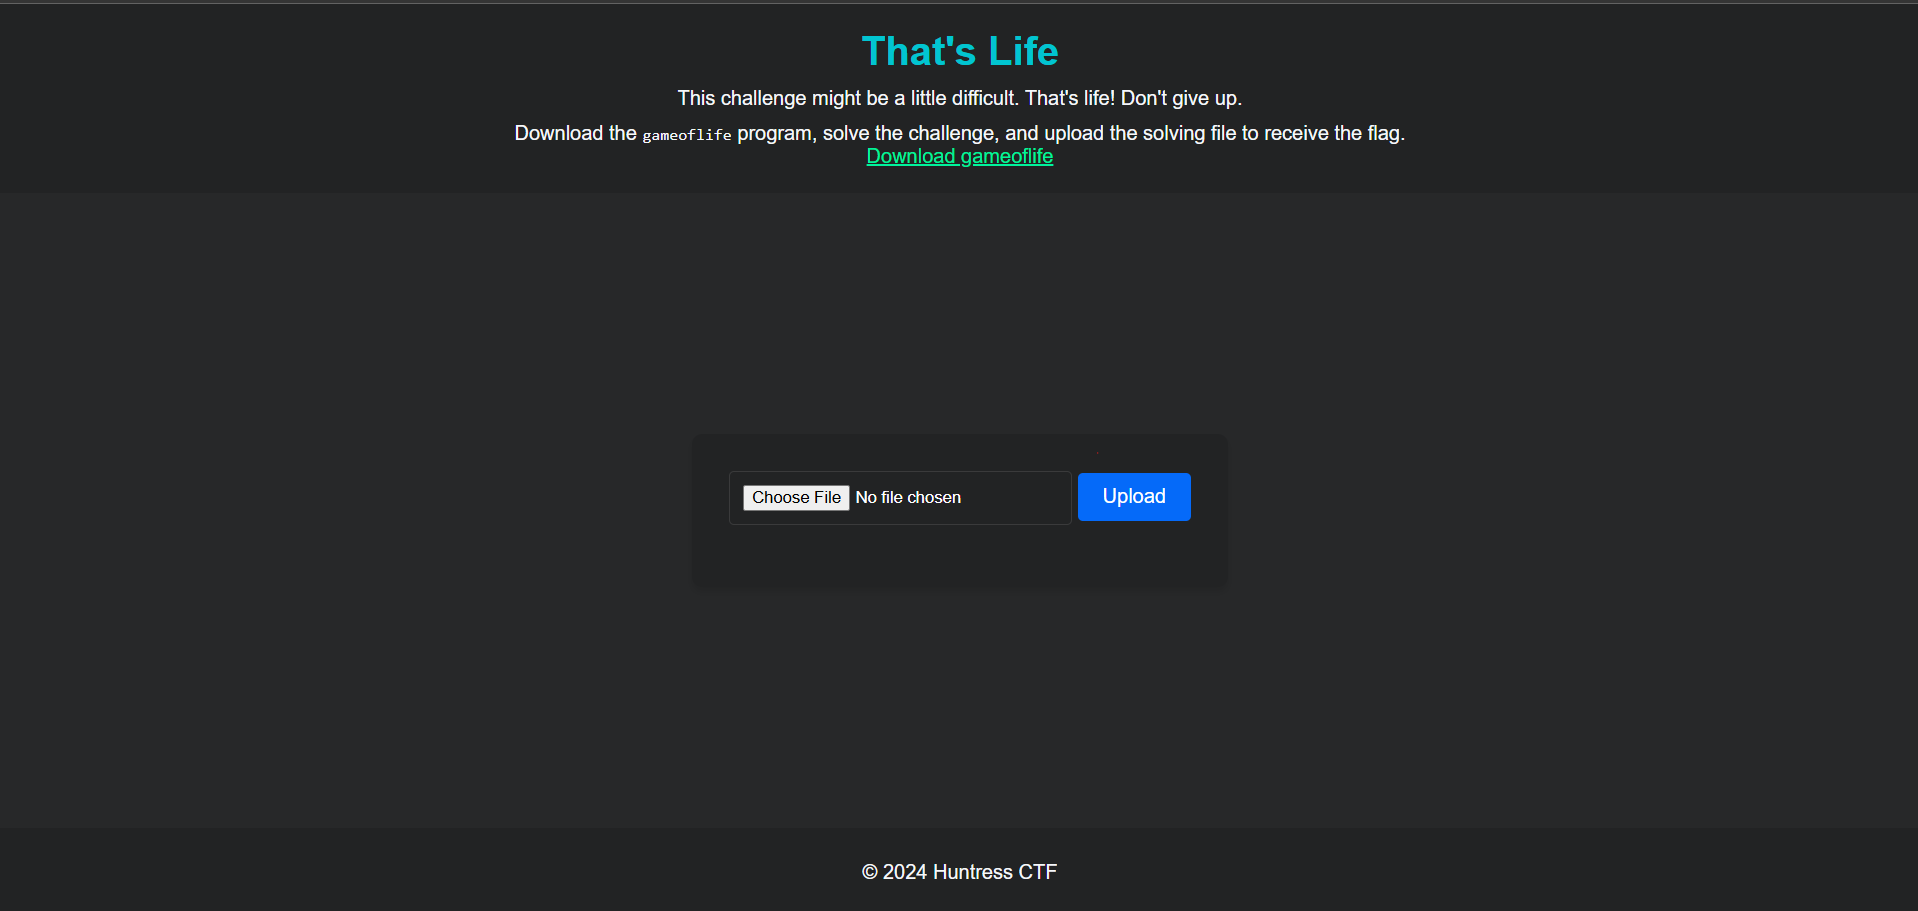 That's Life
This challenge might be a little difficult. That's life! Don't give up.
Download the gameoflife program, solve the challenge, and upload the solving file to receive the flag.
Download gameoflife
Choose File No file chosen Upload
© 2024 Huntress CTF